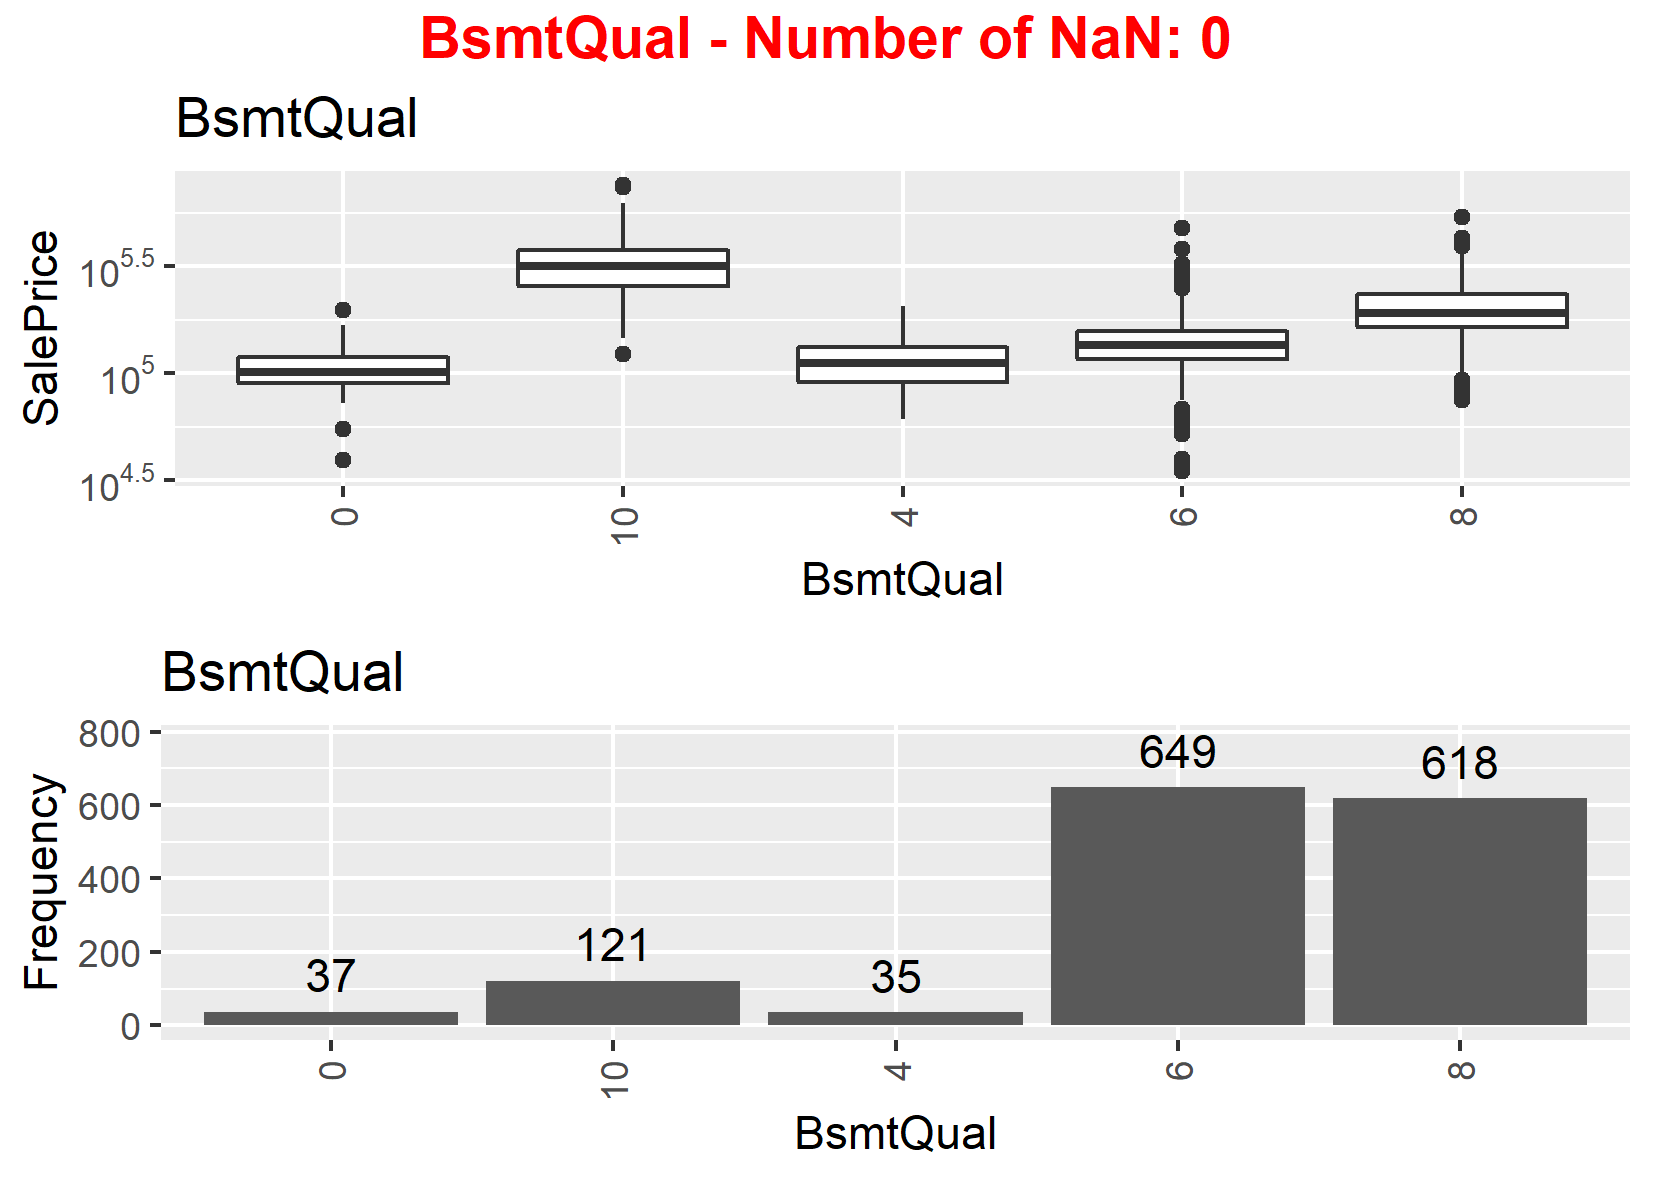 BsmtQual - Number of NaN: 0
BsmtQual
SalePrice
10^5.5
10^5
10^4.5
0 10 4 6 8
BsmtQual
BsmtQual
Frequency
800
600
400
200
0
37 121 35 649 618
0 10 4 6 8
BsmtQual